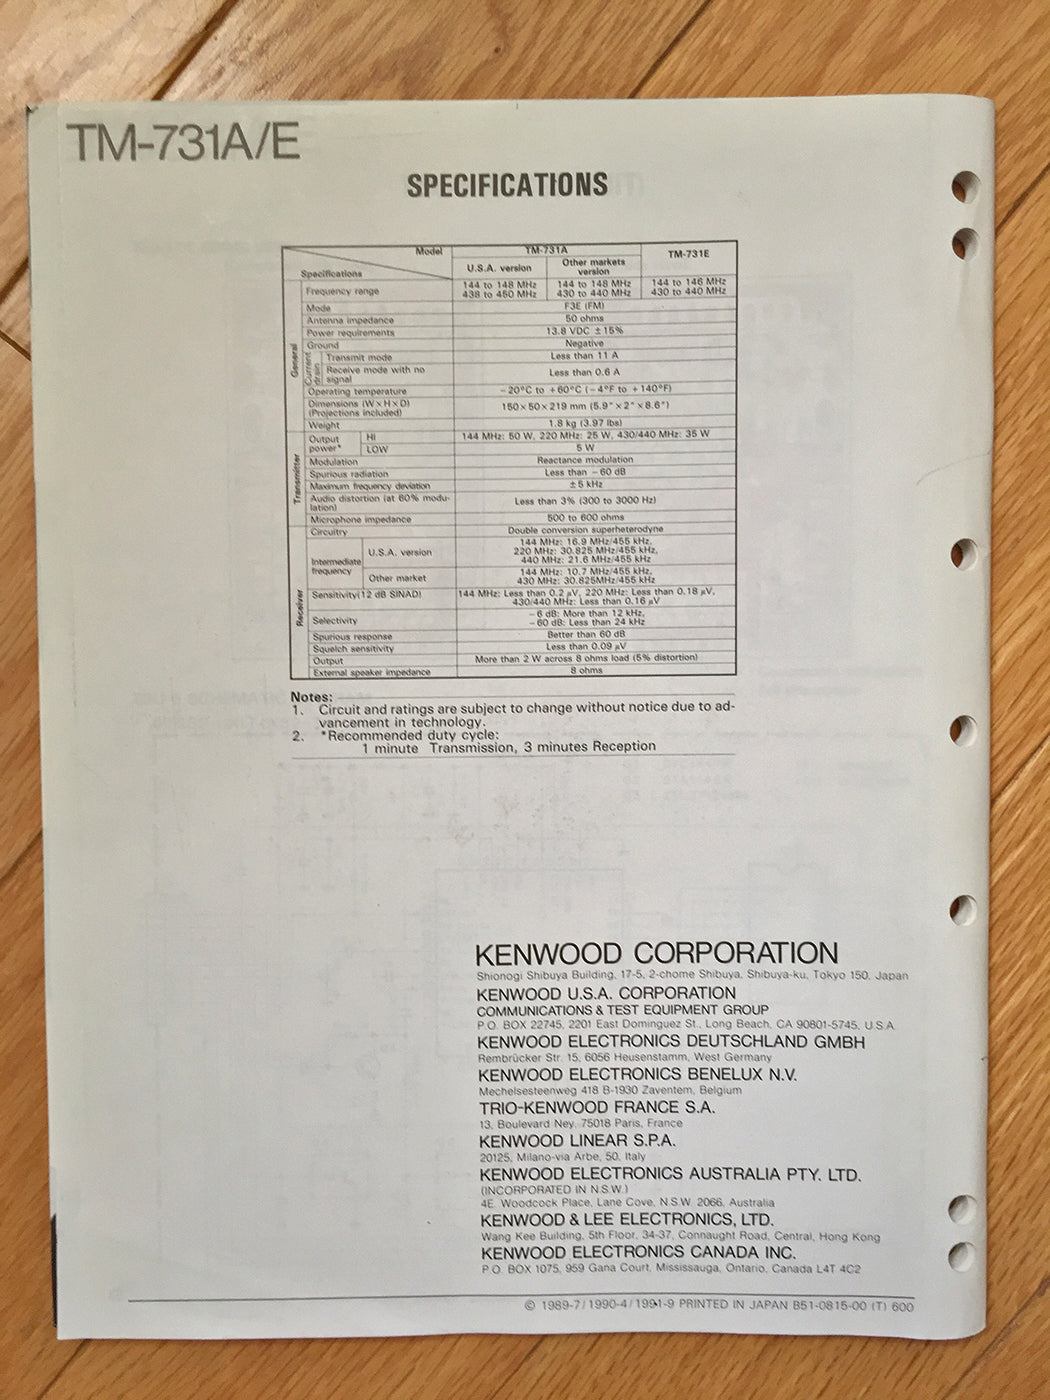 TM-731A/E
SPECIFICATIONS
Model
Specifications
TM-731A
TM-731E
U.S.A. version
Other markets
version
General
Frequency range
144 to 148 MHz
438 to 450 MHz
144 to 148 MHz
430 to 440 MHz
144 to 146 MHz
430 to 440 MHz
Mode
F3E (FM)
Antenna impedance
50 ohms
Power requirements
13.8 VDC ±15%
Ground
Negative
Current
drain
Transmit mode
Less than 11 A
Receive mode with no
signal
Less than 0.6 A
Operating temperature
−20°C to +60°C (−4°F to +140°F)
Dimensions (W×H×D)
(Projections included)
150×50×219 mm (5.9"×2"×8.6")
Weight
1.8 kg (3.97 lbs)
Transmitter
Output
power*
HI
144 MHz: 50 W, 220 MHz: 25 W, 430/440 MHz: 35 W
LOW
5 W
Modulation
Reactance modulation
Spurious radiation
Less than −60 dB
Maximum frequency deviation
±5 kHz
Audio distortion (at 60% modu-
lation)
Less than 3% (300 to 3000 Hz)
Microphone impedance
500 to 600 ohms
Receiver
Circuitry
Double conversion superheterodyne
Intermediate
frequency
U.S.A. version
144 MHz: 16.9 MHz/455 kHz,
220 MHz: 30.825 MHz/455 kHz,
440 MHz: 21.6 MHz/455 kHz
Other market
144 MHz: 10.7 MHz/455 kHz,
430 MHz: 30.825MHz/455 kHz
Sensitivity(12 dB SINAD)
144 MHz: Less than 0.2 μV, 220 MHz: Less than 0.18 μV,
430/440 MHz: Less than 0.16 μV
Selectivity
−6 dB: More than 12 kHz,
−60 dB: Less than 24 kHz
Spurious response
Better than 60 dB
Squelch sensitivity
Less than 0.09 μV
Output
More than 2 W across 8 ohms load (5% distortion)
External speaker impedance
8 ohms
Notes:
1. Circuit and ratings are subject to change without notice due to ad-
vancement in technology.
2. *Recommended duty cycle:
1 minute Transmission, 3 minutes Reception
KENWOOD CORPORATION
Shionogi Shibuya Building, 17-5, 2-chome Shibuya, Shibuya-ku, Tokyo 150, Japan
KENWOOD U.S.A. CORPORATION
COMMUNICATIONS & TEST EQUIPMENT GROUP
P.O. BOX 22745, 2201 East Dominguez St., Long Beach, CA 90801-5745, U.S.A.
KENWOOD ELECTRONICS DEUTSCHLAND GMBH
Rembrücker Str. 15, 6056 Heusenstamm, West Germany
KENWOOD ELECTRONICS BENELUX N.V.
Mechelsesteenweg 418 B-1930 Zaventem, Belgium
TRIO-KENWOOD FRANCE S.A.
13, Boulevard Ney, 75018 Paris, France
KENWOOD LINEAR S.P.A.
20125, Milano-via Arbe, 50, Italy
KENWOOD ELECTRONICS AUSTRALIA PTY. LTD.
(INCORPORATED IN N.S.W.)
4E. Woodcock Place, Lane Cove, N.S.W. 2066, Australia
KENWOOD & LEE ELECTRONICS, LTD.
Wang Kee Building, 5th Floor, 34-37, Connaught Road, Central, Hong Kong
KENWOOD ELECTRONICS CANADA INC.
P.O. BOX 1075, 959 Gana Court, Mississauga, Ontario, Canada L4T 4C2
© 1989-7/1990-4/1991-9 PRINTED IN JAPAN B51-0815-00 (T) 600